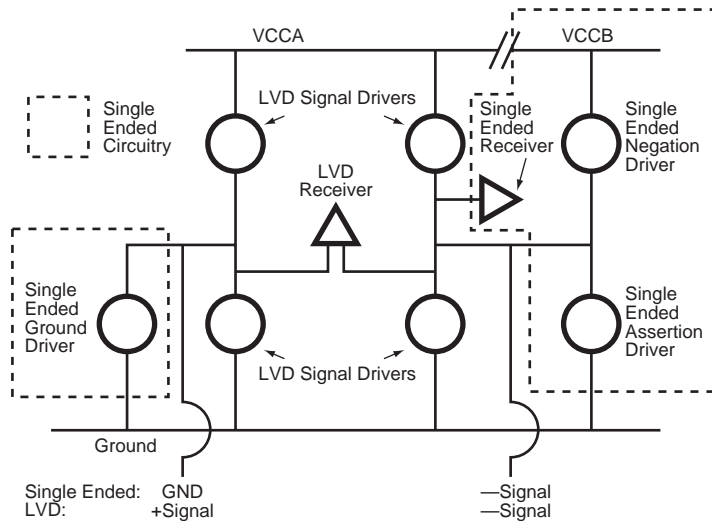 VCCA
VCCB
Single
Ended
Circuitry
LVD Signal Drivers
Single
Ended
Receiver
Single
Ended
Negation
Driver
LVD
Receiver
Single
Ended
Ground
Driver
Single
Ended
Assertion
Driver
LVD Signal Drivers
Ground
Single Ended: GND —Signal
LVD: +Signal —Signal